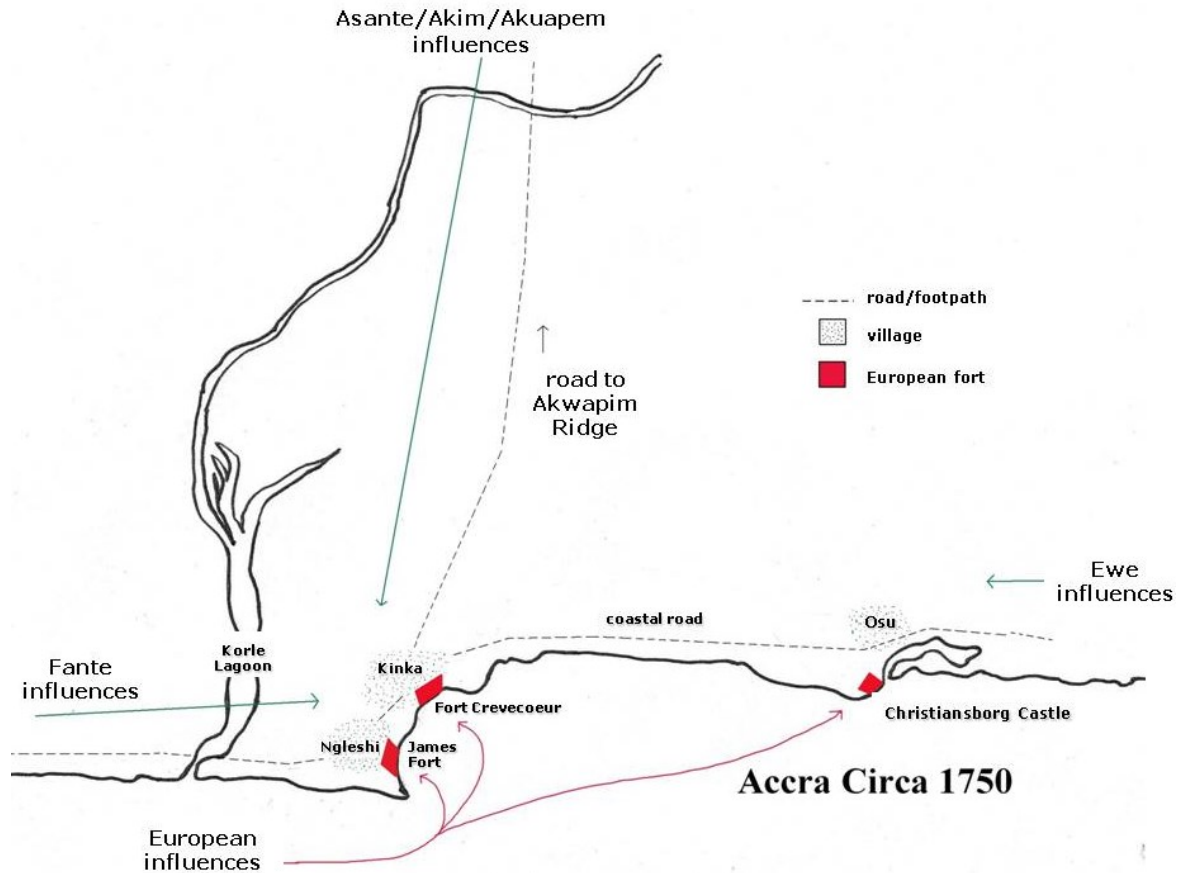 Asante/Akim/Akuapem
influences
road/footpath
village
European fort
road to
Akwapim
Ridge
Ewe
influences
coastal road
Osu
Korle
Lagoon
Fante
influences
Kinka
Fort Crevecoeur
Christiansborg Castle
Ngleshi
James
Fort
Accra Circa 1750
European
influences